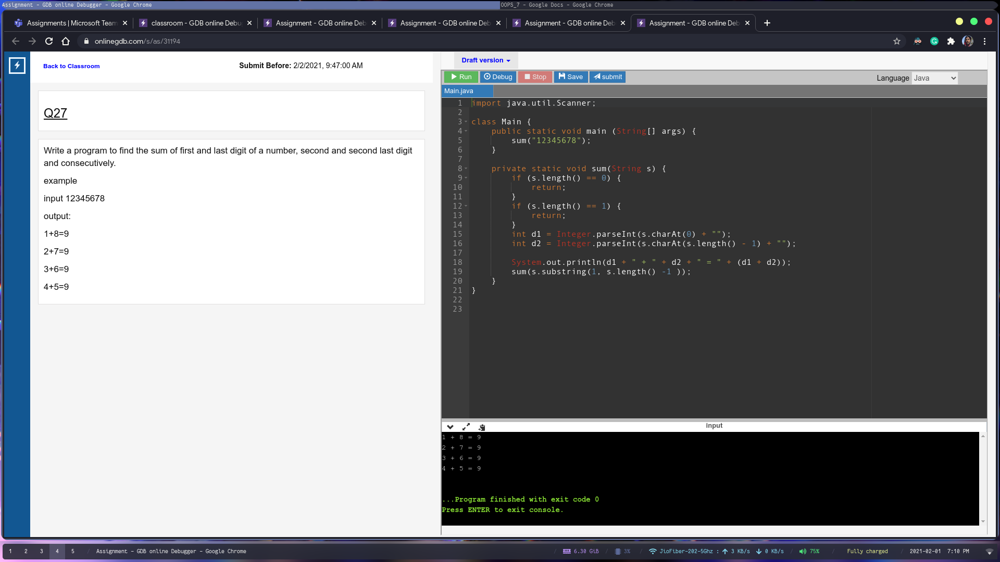 Assignment - GDB online Debugger - Google Chrome
OOPS_7 - Google Docs - Google Chrome
Assignments | Microsoft Team
classroom - GDB online Debu
Assignment - GDB online Deb
Assignment - GDB online Deb
Assignment - GDB online Deb
Assignment - GDB online Deb
onlinegdb.com/s/as/31194
Back to Classroom
Submit Before: 2/2/2021, 9:47:00 AM
Q27
Write a program to find the sum of first and last digit of a number, second and second last digit
and consecutively.
example
input 12345678
output:
1+8=9
2+7=9
3+6=9
4+5=9
Draft version
Run
Debug
Stop
Save
submit
Language
Java
Main.java
1 import java.util.Scanner;
2
3 class Main {
4 public static void main (String[] args) {
5 sum("12345678");
6 }
7
8 private static void sum(String s) {
9 if (s.length() == 0) {
10 return;
11 }
12 if (s.length() == 1) {
13 return;
14 }
15 int d1 = Integer.parseInt(s.charAt(0) + "");
16 int d2 = Integer.parseInt(s.charAt(s.length() - 1) + "");
17
18 System.out.println(d1 + " + " + d2 + " = " + (d1 + d2));
19 sum(s.substring(1, s.length() -1 ));
20 }
21 }
22
23
input
1 + 8 = 9
2 + 7 = 9
3 + 6 = 9
4 + 5 = 9
...Program finished with exit code 0
Press ENTER to exit console.
1 2 3 4 5 / Assignment - GDB online Debugger - Google Chrome
/ 6.30 GiB / 3% / JioFiber-202-5Ghz : 3 KB/s 0 KB/s / 75% / Fully charged / 2021-02-01 7:10 PM